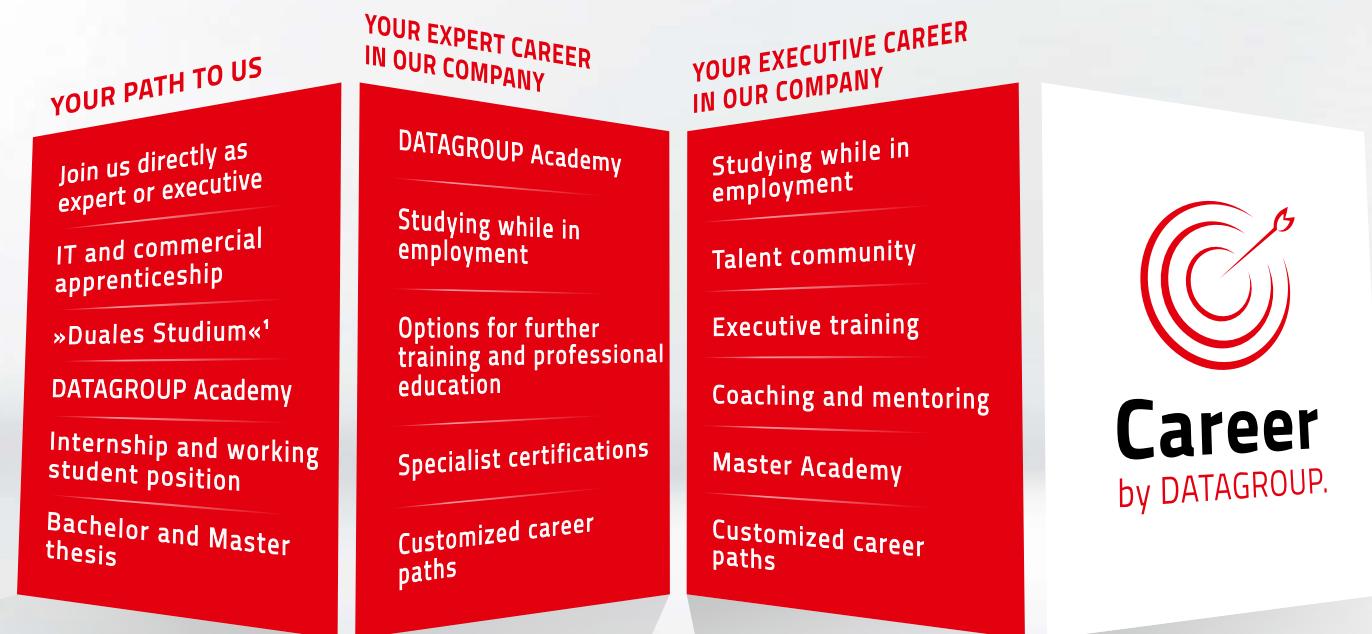 YOUR PATH TO US
Join us directly as
expert or executive
IT and commercial
apprenticeship
»Duales Studium«¹
DATAGROUP Academy
Internship and working
student position
Bachelor and Master
thesis
YOUR EXPERT CAREER
IN OUR COMPANY
DATAGROUP Academy
Studying while in
employment
Options for further
training and professional
education
Specialist certifications
Customized career
paths
YOUR EXECUTIVE CAREER
IN OUR COMPANY
Studying while in
employment
Talent community
Executive training
Coaching and mentoring
Master Academy
Customized career
paths
Career
by DATAGROUP.